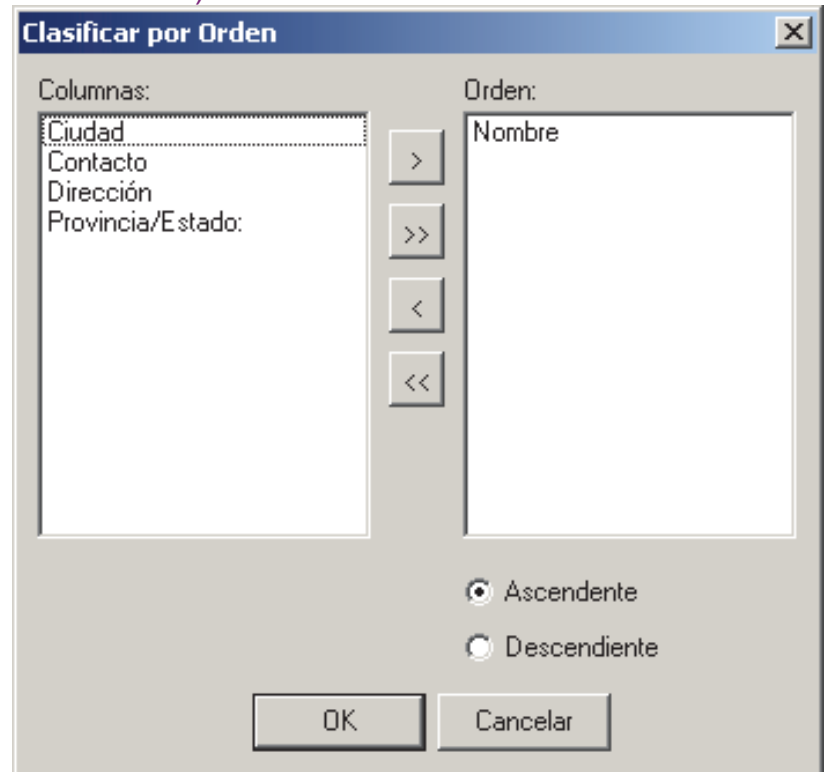 Clasificar por Orden
Columnas:
Orden:
Ciudad
Contacto
Dirección
Provincia/Estado:
Nombre
>
>>
<
<<
Ascendente
Descendiente
OK
Cancelar